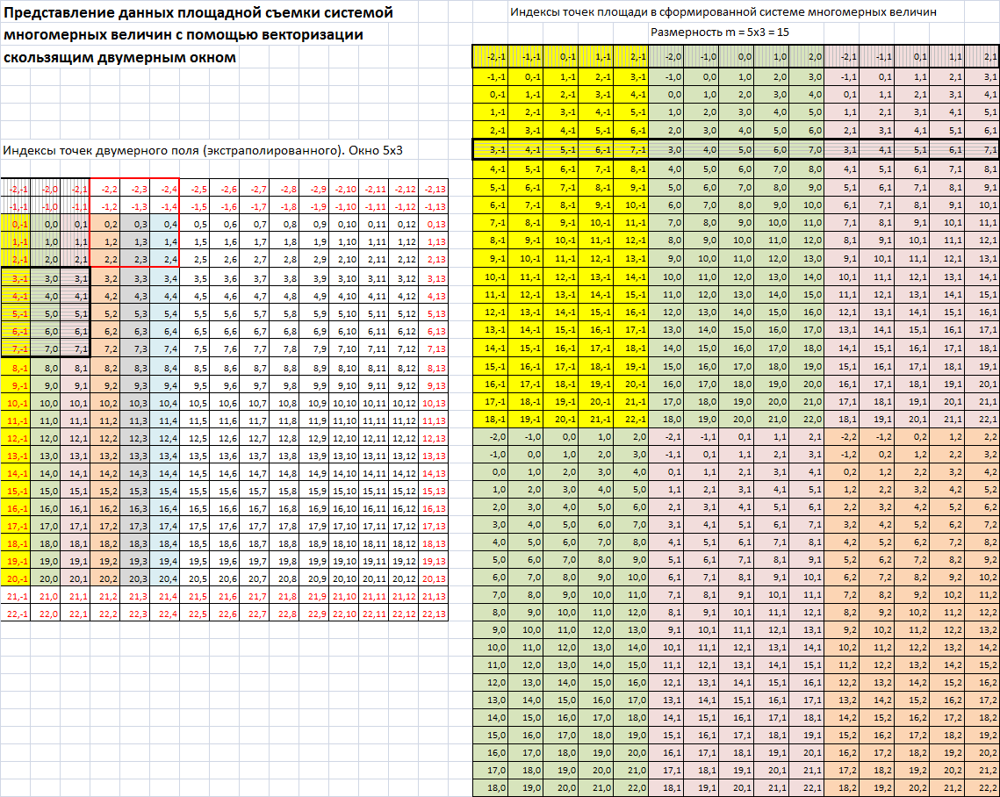 Представление данных площадной съемки системой
многомерных величин с помощью векторизации
скользящим двумерным окном
Индексы точек двумерного поля (экстраполированного). Окно 5x3
-2,-1 -2,0 -2,1 -2,2 -2,3 -2,4 -2,5 -2,6 -2,7 -2,8 -2,9 -2,10 -2,11 -2,12 -2,13
-1,-1 -1,0 -1,1 -1,2 -1,3 -1,4 -1,5 -1,6 -1,7 -1,8 -1,9 -1,10 -1,11 -1,12 -1,13
0,-1 0,0 0,1 0,2 0,3 0,4 0,5 0,6 0,7 0,8 0,9 0,10 0,11 0,12 0,13
1,-1 1,0 1,1 1,2 1,3 1,4 1,5 1,6 1,7 1,8 1,9 1,10 1,11 1,12 1,13
2,-1 2,0 2,1 2,2 2,3 2,4 2,5 2,6 2,7 2,8 2,9 2,10 2,11 2,12 2,13
3,-1 3,0 3,1 3,2 3,3 3,4 3,5 3,6 3,7 3,8 3,9 3,10 3,11 3,12 3,13
4,-1 4,0 4,1 4,2 4,3 4,4 4,5 4,6 4,7 4,8 4,9 4,10 4,11 4,12 4,13
5,-1 5,0 5,1 5,2 5,3 5,4 5,5 5,6 5,7 5,8 5,9 5,10 5,11 5,12 5,13
6,-1 6,0 6,1 6,2 6,3 6,4 6,5 6,6 6,7 6,8 6,9 6,10 6,11 6,12 6,13
7,-1 7,0 7,1 7,2 7,3 7,4 7,5 7,6 7,7 7,8 7,9 7,10 7,11 7,12 7,13
8,-1 8,0 8,1 8,2 8,3 8,4 8,5 8,6 8,7 8,8 8,9 8,10 8,11 8,12 8,13
9,-1 9,0 9,1 9,2 9,3 9,4 9,5 9,6 9,7 9,8 9,9 9,10 9,11 9,12 9,13
10,-1 10,0 10,1 10,2 10,3 10,4 10,5 10,6 10,7 10,8 10,9 10,10 10,11 10,12 10,13
11,-1 11,0 11,1 11,2 11,3 11,4 11,5 11,6 11,7 11,8 11,9 11,10 11,11 11,12 11,13
12,-1 12,0 12,1 12,2 12,3 12,4 12,5 12,6 12,7 12,8 12,9 12,10 12,11 12,12 12,13
13,-1 13,0 13,1 13,2 13,3 13,4 13,5 13,6 13,7 13,8 13,9 13,10 13,11 13,12 13,13
14,-1 14,0 14,1 14,2 14,3 14,4 14,5 14,6 14,7 14,8 14,9 14,10 14,11 14,12 14,13
15,-1 15,0 15,1 15,2 15,3 15,4 15,5 15,6 15,7 15,8 15,9 15,10 15,11 15,12 15,13
16,-1 16,0 16,1 16,2 16,3 16,4 16,5 16,6 16,7 16,8 16,9 16,10 16,11 16,12 16,13
17,-1 17,0 17,1 17,2 17,3 17,4 17,5 17,6 17,7 17,8 17,9 17,10 17,11 17,12 17,13
18,-1 18,0 18,1 18,2 18,3 18,4 18,5 18,6 18,7 18,8 18,9 18,10 18,11 18,12 18,13
19,-1 19,0 19,1 19,2 19,3 19,4 19,5 19,6 19,7 19,8 19,9 19,10 19,11 19,12 19,13
20,-1 20,0 20,1 20,2 20,3 20,4 20,5 20,6 20,7 20,8 20,9 20,10 20,11 20,12 20,13
21,-1 21,0 21,1 21,2 21,3 21,4 21,5 21,6 21,7 21,8 21,9 21,10 21,11 21,12 21,13
22,-1 22,0 22,1 22,2 22,3 22,4 22,5 22,6 22,7 22,8 22,9 22,10 22,11 22,12 22,13
Индексы точек площади в сформированной системе многомерных величин
Размерность m = 5x3 = 15
-2,-1 -1,-1 0,-1 1,-1 2,-1 -2,0 -1,0 0,0 1,0 2,0 -2,1 -1,1 0,1 1,1 2,1
-1,-1 0,-1 1,-1 2,-1 3,-1 -1,0 0,0 1,0 2,0 3,0 -1,1 0,1 1,1 2,1 3,1
0,-1 1,-1 2,-1 3,-1 4,-1 0,0 1,0 2,0 3,0 4,0 0,1 1,1 2,1 3,1 4,1
1,-1 2,-1 3,-1 4,-1 5,-1 1,0 2,0 3,0 4,0 5,0 1,1 2,1 3,1 4,1 5,1
2,-1 3,-1 4,-1 5,-1 6,-1 2,0 3,0 4,0 5,0 6,0 2,1 3,1 4,1 5,1 6,1
3,-1 4,-1 5,-1 6,-1 7,-1 3,0 4,0 5,0 6,0 7,0 3,1 4,1 5,1 6,1 7,1
4,-1 5,-1 6,-1 7,-1 8,-1 4,0 5,0 6,0 7,0 8,0 4,1 5,1 6,1 7,1 8,1
5,-1 6,-1 7,-1 8,-1 9,-1 5,0 6,0 7,0 8,0 9,0 5,1 6,1 7,1 8,1 9,1
6,-1 7,-1 8,-1 9,-1 10,-1 6,0 7,0 8,0 9,0 10,0 6,1 7,1 8,1 9,1 10,1
7,-1 8,-1 9,-1 10,-1 11,-1 7,0 8,0 9,0 10,0 11,0 7,1 8,1 9,1 10,1 11,1
8,-1 9,-1 10,-1 11,-1 12,-1 8,0 9,0 10,0 11,0 12,0 8,1 9,1 10,1 11,1 12,1
9,-1 10,-1 11,-1 12,-1 13,-1 9,0 10,0 11,0 12,0 13,0 9,1 10,1 11,1 12,1 13,1
10,-1 11,-1 12,-1 13,-1 14,-1 10,0 11,0 12,0 13,0 14,0 10,1 11,1 12,1 13,1 14,1
11,-1 12,-1 13,-1 14,-1 15,-1 11,0 12,0 13,0 14,0 15,0 11,1 12,1 13,1 14,1 15,1
12,-1 13,-1 14,-1 15,-1 16,-1 12,0 13,0 14,0 15,0 16,0 12,1 13,1 14,1 15,1 16,1
13,-1 14,-1 15,-1 16,-1 17,-1 13,0 14,0 15,0 16,0 17,0 13,1 14,1 15,1 16,1 17,1
14,-1 15,-1 16,-1 17,-1 18,-1 14,0 15,0 16,0 17,0 18,0 14,1 15,1 16,1 17,1 18,1
15,-1 16,-1 17,-1 18,-1 19,-1 15,0 16,0 17,0 18,0 19,0 15,1 16,1 17,1 18,1 19,1
16,-1 17,-1 18,-1 19,-1 20,-1 16,0 17,0 18,0 19,0 20,0 16,1 17,1 18,1 19,1 20,1
17,-1 18,-1 19,-1 20,-1 21,-1 17,0 18,0 19,0 20,0 21,0 17,1 18,1 19,1 20,1 21,1
18,-1 19,-1 20,-1 21,-1 22,-1 18,0 19,0 20,0 21,0 22,0 18,1 19,1 20,1 21,1 22,1
-2,0 -1,0 0,0 1,0 2,0 -2,1 -1,1 0,1 1,1 2,1 -2,2 -1,2 0,2 1,2 2,2
-1,0 0,0 1,0 2,0 3,0 -1,1 0,1 1,1 2,1 3,1 -1,2 0,2 1,2 2,2 3,2
0,0 1,0 2,0 3,0 4,0 0,1 1,1 2,1 3,1 4,1 0,2 1,2 2,2 3,2 4,2
1,0 2,0 3,0 4,0 5,0 1,1 2,1 3,1 4,1 5,1 1,2 2,2 3,2 4,2 5,2
2,0 3,0 4,0 5,0 6,0 2,1 3,1 4,1 5,1 6,1 2,2 3,2 4,2 5,2 6,2
3,0 4,0 5,0 6,0 7,0 3,1 4,1 5,1 6,1 7,1 3,2 4,2 5,2 6,2 7,2
4,0 5,0 6,0 7,0 8,0 4,1 5,1 6,1 7,1 8,1 4,2 5,2 6,2 7,2 8,2
5,0 6,0 7,0 8,0 9,0 5,1 6,1 7,1 8,1 9,1 5,2 6,2 7,2 8,2 9,2
6,0 7,0 8,0 9,0 10,0 6,1 7,1 8,1 9,1 10,1 6,2 7,2 8,2 9,2 10,2
7,0 8,0 9,0 10,0 11,0 7,1 8,1 9,1 10,1 11,1 7,2 8,2 9,2 10,2 11,2
8,0 9,0 10,0 11,0 12,0 8,1 9,1 10,1 11,1 12,1 8,2 9,2 10,2 11,2 12,2
9,0 10,0 11,0 12,0 13,0 9,1 10,1 11,1 12,1 13,1 9,2 10,2 11,2 12,2 13,2
10,0 11,0 12,0 13,0 14,0 10,1 11,1 12,1 13,1 14,1 10,2 11,2 12,2 13,2 14,2
11,0 12,0 13,0 14,0 15,0 11,1 12,1 13,1 14,1 15,1 11,2 12,2 13,2 14,2 15,2
12,0 13,0 14,0 15,0 16,0 12,1 13,1 14,1 15,1 16,1 12,2 13,2 14,2 15,2 16,2
13,0 14,0 15,0 16,0 17,0 13,1 14,1 15,1 16,1 17,1 13,2 14,2 15,2 16,2 17,2
14,0 15,0 16,0 17,0 18,0 14,1 15,1 16,1 17,1 18,1 14,2 15,2 16,2 17,2 18,2
15,0 16,0 17,0 18,0 19,0 15,1 16,1 17,1 18,1 19,1 15,2 16,2 17,2 18,2 19,2
16,0 17,0 18,0 19,0 20,0 16,1 17,1 18,1 19,1 20,1 16,2 17,2 18,2 19,2 20,2
17,0 18,0 19,0 20,0 21,0 17,1 18,1 19,1 20,1 21,1 17,2 18,2 19,2 20,2 21,2
18,0 19,0 20,0 21,0 22,0 18,1 19,1 20,1 21,1 22,1 18,2 19,2 20,2 21,2 22,2